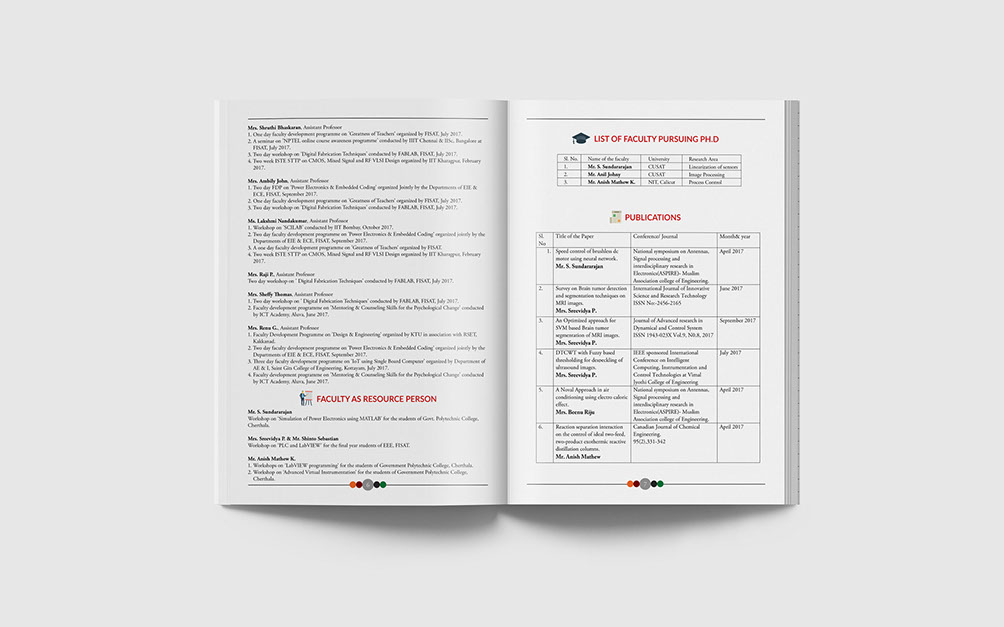 Mrs. Shruthi Bhaskaran, Assistant Professor
1. One day faculty development programme on 'Greatness of Teachers' organized by FISAT, July 2017.
2. A seminar on 'NPTEL online course awareness programme' conducted by IIIT Chennai & IISc, Bangalore at
FISAT, July 2017.
3. Two day workshop on 'Digital Fabrication Techniques' conducted by FABLAB, FISAT, July 2017.
4. Two week ISTE STTP on CMOS, Mixed Signal and RF VLSI Design organized by IIT Kharagpur, February
2017.
Mrs. Ambily John, Assistant Professor
1. Two day FDP on 'Power Electronics & Embedded Coding' organized Jointly by the Departments of EIE &
ECE, FISAT, September 2017.
2. One day faculty development programme on 'Greatness of Teachers' organized by FISAT, July 2017.
3. Two day workshop on 'Digital Fabrication Techniques' conducted by FABLAB, FISAT, July 2017.
Ms. Lakshmi Nandakumar, Assistant Professor
1. Workshop on 'SCILAB' conducted by IIT Bombay, October 2017.
2. Two day faculty development programme on 'Power Electronics & Embedded Coding' organized jointly by the
Departments of EIE & ECE, FISAT, September 2017.
3. A one day faculty development programme on 'Greatness of Teachers' organized by FISAT.
4. Two week ISTE STTP on CMOS, Mixed Signal and RF VLSI Design organized by IIT Kharagpur, February
2017.
Mrs. Raji P., Assistant Professor
Two day workshop on ' Digital Fabrication Techniques' conducted by FABLAB, FISAT, July 2017.
Mrs. Sheffy Thomas, Assistant Professor
1. Two day workshop on ' Digital Fabrication Techniques' conducted by FABLAB, FISAT, July 2017.
2. Faculty development programme on 'Mentoring & Counseling Skills for the Psychological Change' conducted
by ICT Academy, Aluva, June 2017.
Mrs. Renu G., Assistant Professor
1. Faculty Development Programme on 'Design & Engineering' organized by KTU in association with RSET,
Kakkanad.
2. Two day faculty development programme on 'Power Electronics & Embedded Coding' organized jointly by the
Departments of EIE & ECE, FISAT, September 2017.
3. Three day faculty development programme on 'IoT using Single Board Computer' organized by Department of
AE & I, Saint Gits College of Engineering, Kottayam, July 2017.
4. Faculty development programme on 'Mentoring & Counseling Skills for the Psychological Change' conducted
by ICT Academy, Aluva, June 2017.
FACULTY AS RESOURCE PERSON
Mr. S. Sundararajan
Workshop on 'Simulation of Power Electronics using MATLAB' for the students of Govt. Polytechnic College,
Cherthala.
Mrs. Sreevidya P. & Mr. Shinto Sebastian
Workshop on 'PLC and LabVIEW' for the final year students of EEE, FISAT.
Mr. Anish Mathew K.
1. Workshops on 'LabVIEW programming' for the students of Government Polytechnic College, Cherthala.
2. Workshop on 'Advanced Virtual Instrumentation' for the students of Government Polytechnic College,
Cherthala.
LIST OF FACULTY PURSUING PH.D
Sl. No. Name of the faculty University Research Area
1. Mr. S. Sundararajan CUSAT Linearization of sensors
2. Mr. Anil Johny CUSAT Image Processing
3. Mr. Anish Mathew K. NIT, Calicut Process Control
PUBLICATIONS
Sl. Title of the Paper Conference/ Journal Month& year
No
1. Speed control of brushless dc National symposium on Antennas, April 2017
motor using neural network. Signal processing and
Mr. S. Sundararajan interdisciplinary research in
Electronics(ASPIRE)- Muslim
Association college of Engineering.
2. Survey on Brain tumor detection International Journal of Innovative June 2017
and segmentation techniques on Science and Research Technology
MRI images. ISSN No:-2456-2165
Mrs. Sreevidya P.
3. An Optimized approach for Journal of Advanced research in September 2017
SVM based Brain tumor Dynamical and Control System
segmentation of MRI images. ISSN 1943-023X Vol.9, N0.8, 2017
Mrs. Sreevidya P.
4. DTCWT with Fuzzy based IEEE sponsored International July 2017
thresholding for despeckling of Conference on Intelligent
ultrasound images. Computing, Instrumentation and
Mrs. Sreevidya P. Control Technologies at Vimal
Jyothi College of Engineering
5. A Noval Approach in air National symposium on Antennas, April 2017
conditioning using electro caloric Signal processing and
effect. interdisciplinary research in
Mrs. Beena Riju Electronics(ASPIRE)- Muslim
Association college of Engineering.
6. Reaction separation interaction Canadian Journal of Chemical April 2017
on the control of ideal two-feed, Engineering.
two-product exothermic reactive 95(2),331-342
distillation columns.
Mr. Anish Mathew